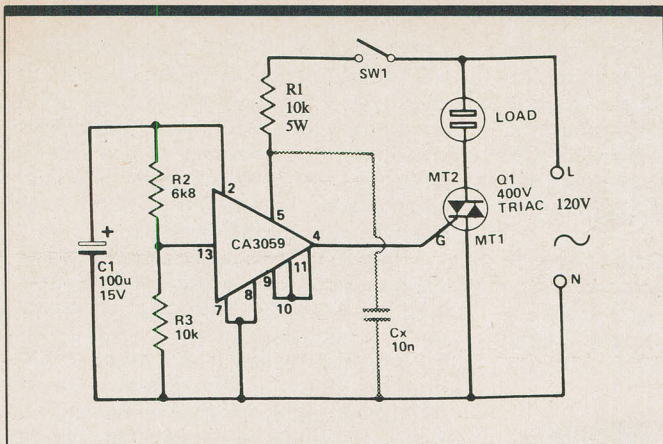 SW1
R1
10k
5W
LOAD
R2
6k8
2
5
MT2
Q1
400V
TRIAC
L
120V
+
CA3059
4
13
G
MT1
C1
100u
15V
11
9
8
10
7
N
R3
10k
Cx
10n